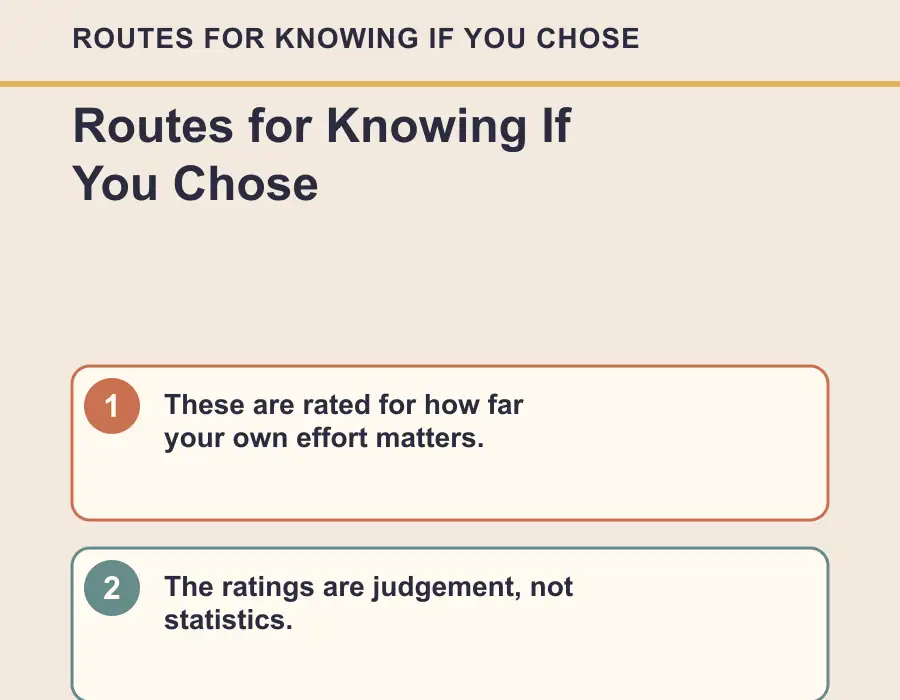 ROUTES FOR KNOWING IF YOU CHOSE
Routes for Knowing If
You Chose
1
These are rated for how far
your own effort matters.
2
The ratings are judgement, not
statistics.